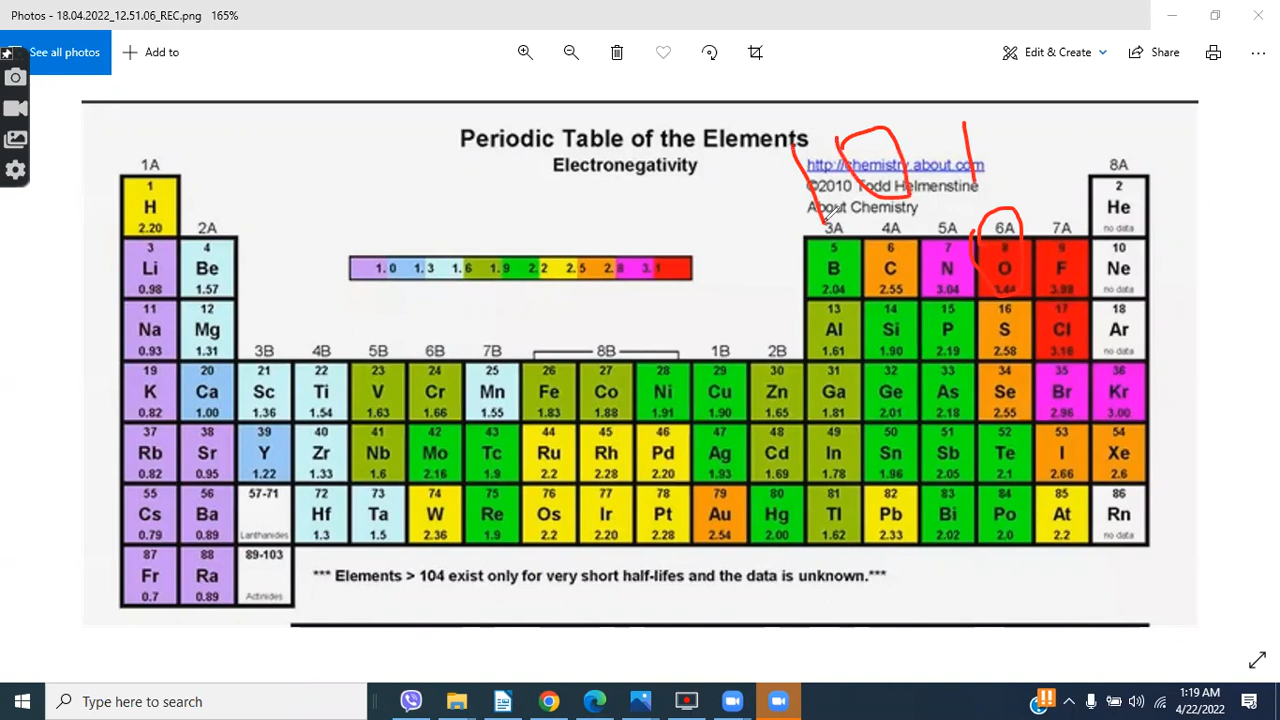 Photos - 18.04.2022_12.51.06_REC.png   165%
See all photos
Add to
Edit & Create
Share
Periodic Table of the Elements
Electronegativity
http://chemistry.about.com
©2010 Todd Helmenstine
About Chemistry
1A 8A
1 2
H He
2.20 no data
2A 3A 4A 5A 6A 7A
3 4 5 6 7 8 9 10
Li Be B C N O F Ne
0.98 1.57 2.04 2.55 3.04 3.44 3.98 no data
1.0 1.3 1.6 1.9 2.2 2.5 2.8 3.1
11 12 13 14 15 16 17 18
Na Mg Al Si P S Cl Ar
0.93 1.31 1.61 1.90 2.19 2.58 3.16 no data
3B 4B 5B 6B 7B 8B 1B 2B
19 20 21 22 23 24 25 26 27 28 29 30 31 32 33 34 35 36
K Ca Sc Ti V Cr Mn Fe Co Ni Cu Zn Ga Ge As Se Br Kr
0.82 1.00 1.36 1.54 1.63 1.66 1.55 1.83 1.88 1.91 1.90 1.65 1.81 2.01 2.18 2.55 2.96 3.00
37 38 39 40 41 42 43 44 45 46 47 48 49 50 51 52 53 54
Rb Sr Y Zr Nb Mo Tc Ru Rh Pd Ag Cd In Sn Sb Te I Xe
0.82 0.95 1.22 1.33 1.6 2.16 1.9 2.2 2.28 2.20 1.93 1.69 1.78 1.96 2.05 2.1 2.66 2.6
55 56 57-71 72 73 74 75 76 77 78 79 80 81 82 83 84 85 86
Cs Ba Hf Ta W Re Os Ir Pt Au Hg Tl Pb Bi Po At Rn
0.79 0.89 Lanthanides 1.3 1.5 2.36 1.9 2.2 2.20 2.28 2.54 2.00 1.62 2.33 2.02 2.0 2.2 no data
87 88 89-103
Fr Ra
0.7 0.89 Actinides
*** Elements > 104 exist only for very short half-lifes and the data is unknown.***
Type here to search
1:19 AM
4/22/2022